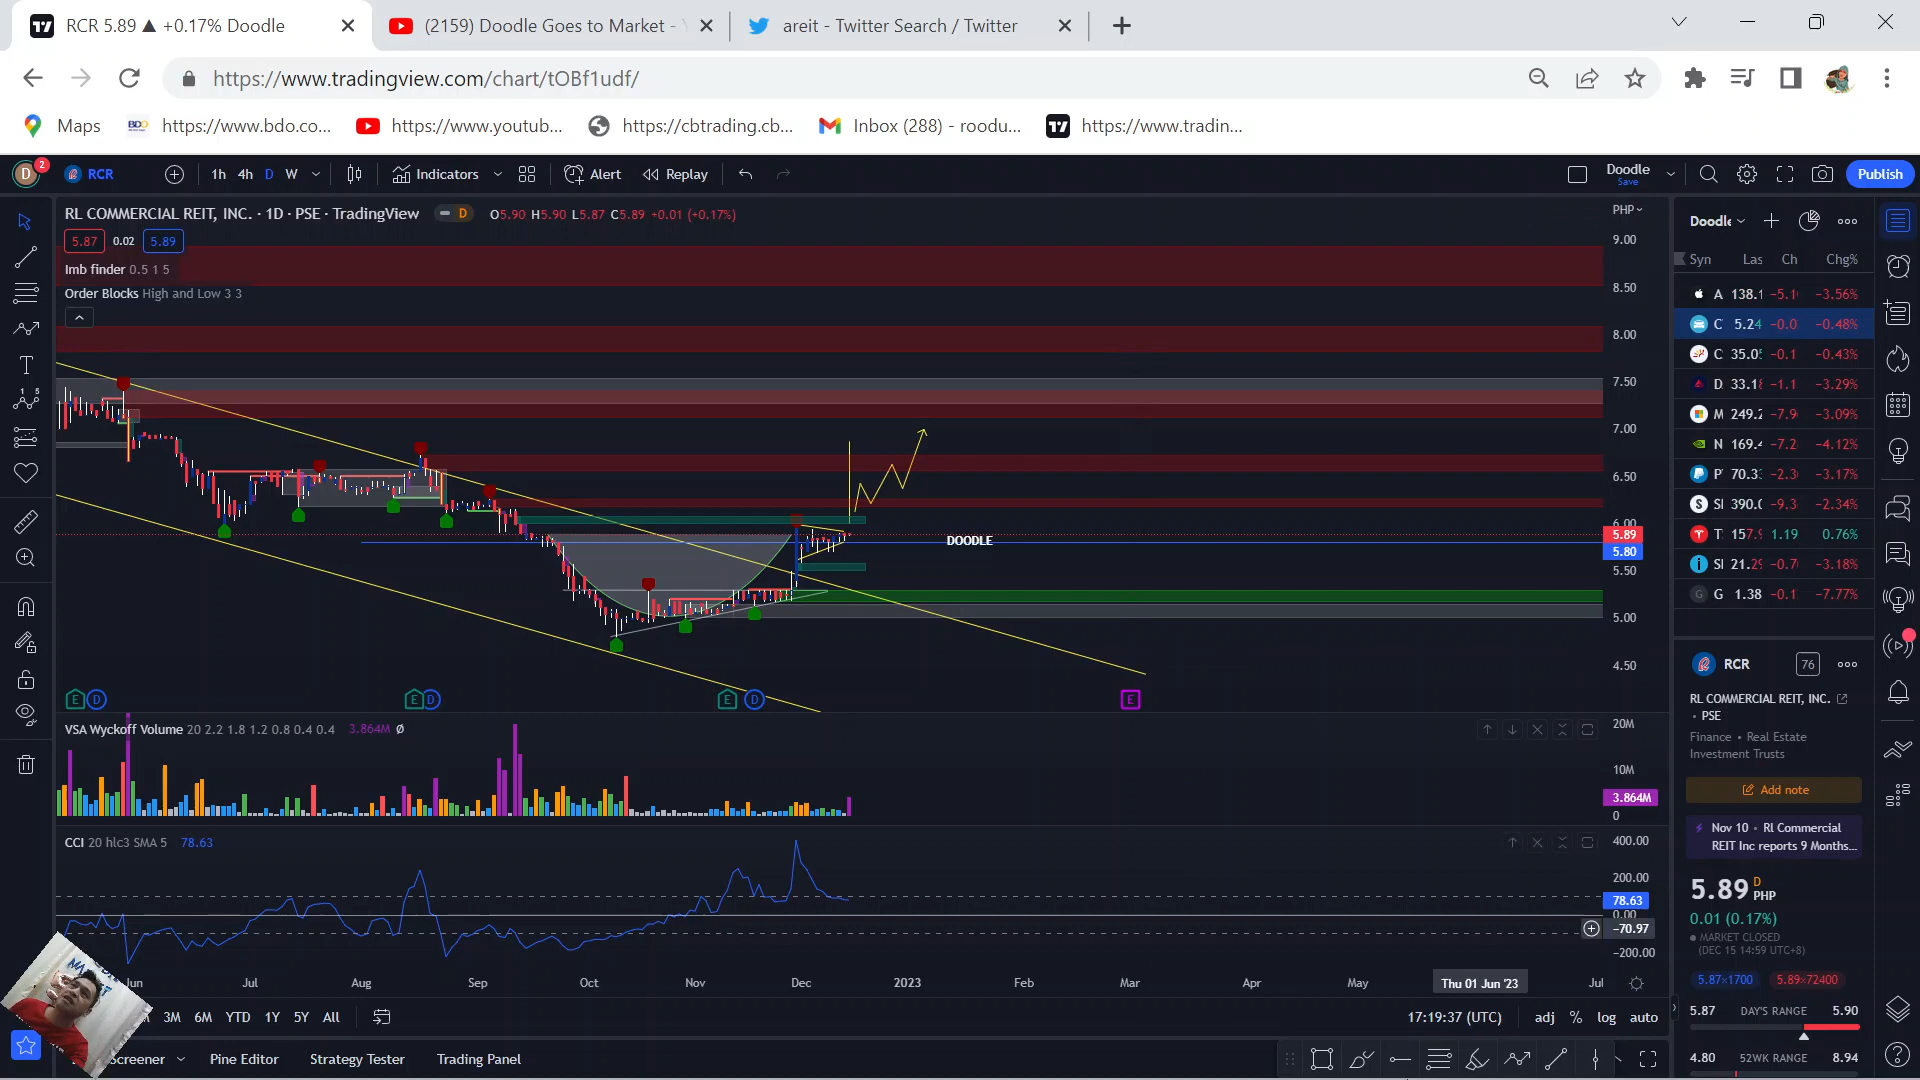 RCR 5.89 ▲ +0.17% Doodle
(2159) Doodle Goes to Market -
areit - Twitter Search / Twitter
https://www.tradingview.com/chart/tOBf1udf/
Maps
BDO https://www.bdo.co...
https://www.youtub...
https://cbtrading.cb...
Inbox (288) - roodu...
https://www.tradin...
D 2 RCR 1h 4h D W Indicators Alert Replay Doodle Save Publish
RL COMMERCIAL REIT, INC. · 1D · PSE · TradingView D O5.90 H5.90 L5.87 C5.89 +0.01 (+0.17%)
5.87 0.02 5.89
Imb finder 0.5 1 5
Order Blocks High and Low 3 3
PHP
9.00
8.50
8.00
7.50
7.00
6.50
6.00
5.89
5.80
5.50
5.00
4.50
DOODLE
E D E D E D E
VSA Wyckoff Volume 20 2.2 1.8 1.2 0.8 0.4 0.4 3.864M Ø
20M
10M
3.864M
0
CCI 20 hlc3 SMA 5 78.63
400.00
200.00
78.63
0.00
-70.97
-200.00
Jul Aug Sep Oct Nov Dec 2023 Feb Mar Apr May Thu 01 Jun '23 Jul
3M 6M YTD 1Y 5Y All
17:19:37 (UTC) adj % log auto
Pine Editor Strategy Tester Trading Panel
Doodle
Syn Las Ch Chg%
A 138.1 -5.1 -3.56%
C 5.24 -0.0 -0.48%
C 35.05 -0.1 -0.43%
D 33.18 -1.1 -3.29%
M 249.2 -7.9 -3.09%
N 169.4 -7.2 -4.12%
P 70.3 -2.3 -3.17%
SI 390.0 -9.3 -2.34%
T 157.9 1.19 0.76%
SI 21.29 -0.7 -3.18%
G 1.38 -0.1 -7.77%
RCR 76
RL COMMERCIAL REIT, INC.
• PSE
Finance • Real Estate
Investment Trusts
Add note
Nov 10 • Rl Commercial
REIT Inc reports 9 Months...
5.89 D PHP
0.01 (0.17%)
MARKET CLOSED
(DEC 15 14:59 UTC+8)
5.87×1700 5.89×72400
5.87 DAY'S RANGE 5.90
4.80 52WK RANGE 8.94